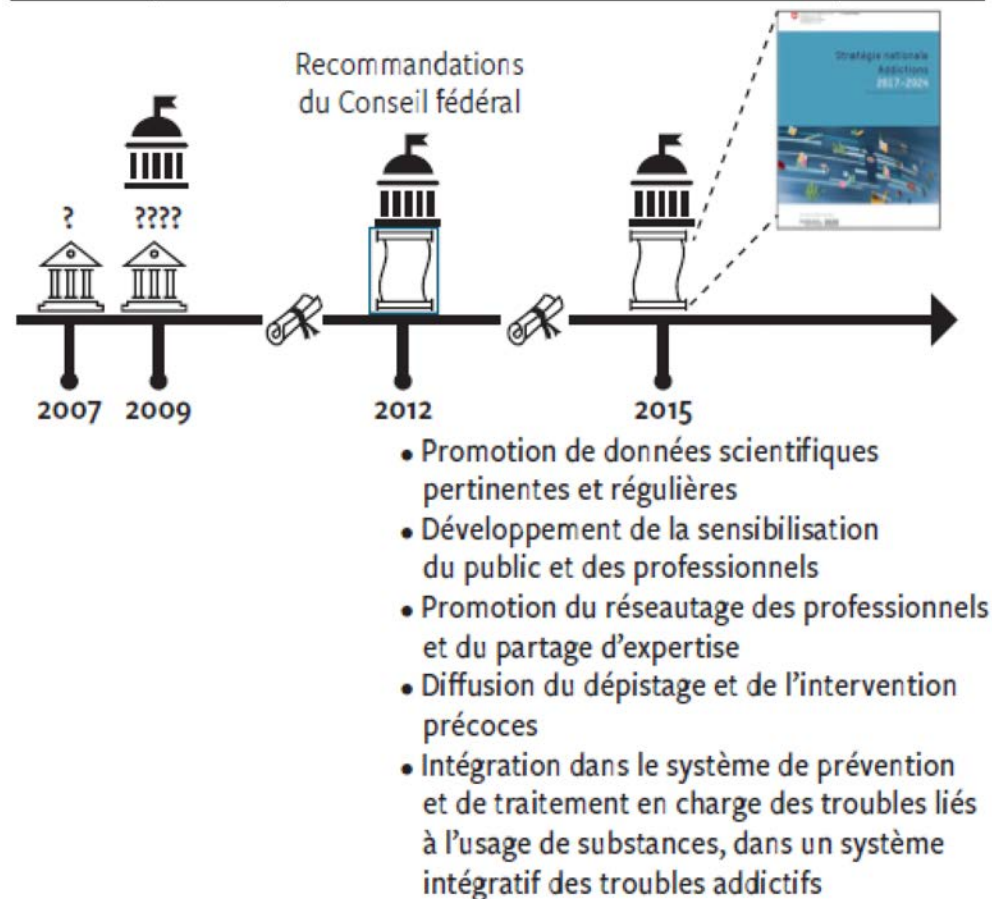 Stratégie nationale
Addictions
2017–2024
Recommandations
du Conseil fédéral
? ????
2007 2009 2012 2015
• Promotion de données scientifiques
pertinentes et régulières
• Développement de la sensibilisation
du public et des professionnels
• Promotion du réseautage des professionnels
et du partage d’expertise
• Diffusion du dépistage et de l’intervention
précoces
• Intégration dans le système de prévention
et de traitement en charge des troubles liés
à l’usage de substances, dans un système
intégratif des troubles addictifs